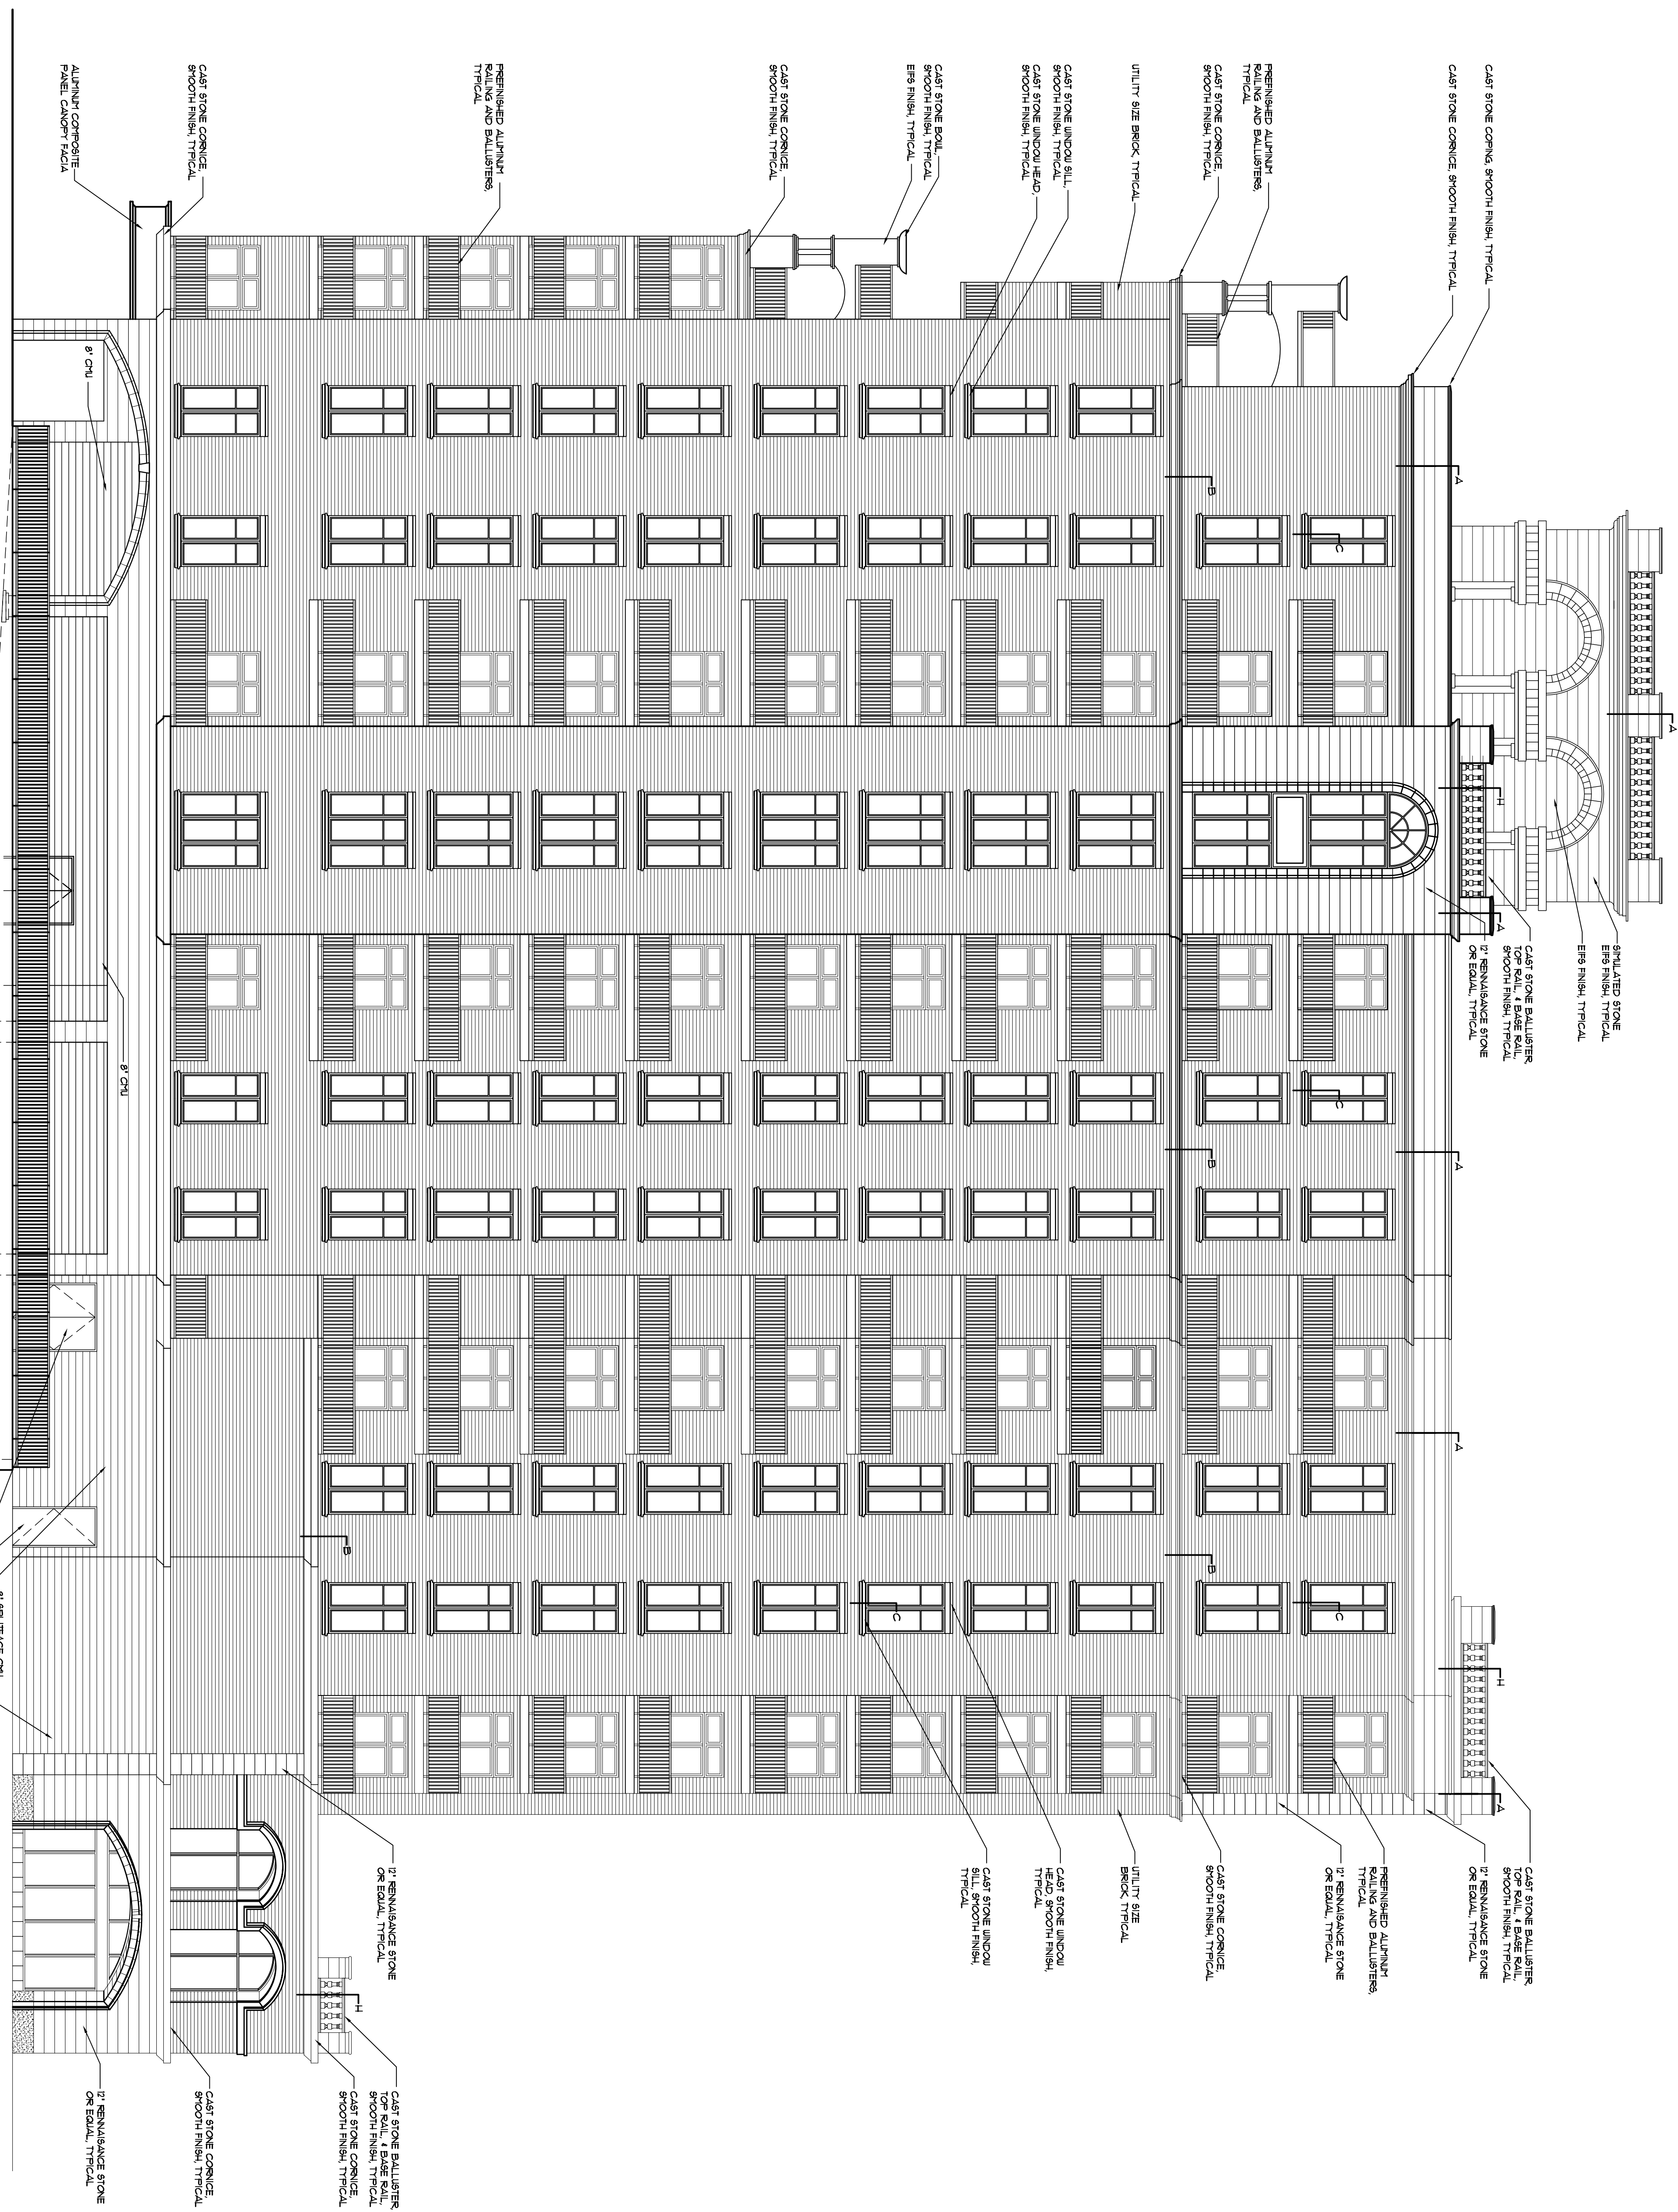 CAST STONE COPING, SMOOTH FINISH, TYPICAL
CAST STONE CORNICE, SMOOTH FINISH, TYPICAL
PREFINISHED ALUMINUM
RAILING AND BALLUSTERS,
TYPICAL
CAST STONE CORNICE,
SMOOTH FINISH, TYPICAL
UTILITY SIZE BRICK, TYPICAL
CAST STONE WINDOW SILL,
SMOOTH FINISH, TYPICAL
CAST STONE WINDOW HEAD,
SMOOTH FINISH, TYPICAL
CAST STONE BOWL,
SMOOTH FINISH, TYPICAL
EIFS FINISH, TYPICAL
CAST STONE CORNICE,
SMOOTH FINISH, TYPICAL
PREFINISHED ALUMINUM
RAILING AND BALLUSTERS,
TYPICAL
CAST STONE CORNICE,
SMOOTH FINISH, TYPICAL
ALUMINUM COMPOSITE
PANEL CANOPY FACIA
8" CMU
A
A
B
C
H
A
SIMULATED STONE
EIFS FINISH, TYPICAL
EIFS FINISH, TYPICAL
CAST STONE BALLUSTER,
TOP RAIL, & BASE RAIL,
SMOOTH FINISH, TYPICAL
12" RENNAISANCE STONE
OR EQUAL, TYPICAL
8" CMU
C
A
B
A
B
B
C
C
H
A
8" SPLITFACE CMU
CAST STONE BALLUSTER,
TOP RAIL, & BASE RAIL,
SMOOTH FINISH, TYPICAL
12" RENNAISANCE STONE
OR EQUAL, TYPICAL
PREFINISHED ALUMINUM
RAILING AND BALLUSTERS,
TYPICAL
12" RENNAISANCE STONE
OR EQUAL, TYPICAL
CAST STONE CORNICE,
SMOOTH FINISH, TYPICAL
UTILITY SIZE
BRICK, TYPICAL
CAST STONE WINDOW
HEAD, SMOOTH FINISH,
TYPICAL
CAST STONE WINDOW
SILL, SMOOTH FINISH,
TYPICAL
12" RENNAISANCE STONE
OR EQUAL, TYPICAL
H
CAST STONE BALLUSTER,
TOP RAIL, & BASE RAIL,
SMOOTH FINISH, TYPICAL
CAST STONE CORNICE,
SMOOTH FINISH, TYPICAL
CAST STONE CORNICE,
SMOOTH FINISH, TYPICAL
12" RENNAISANCE STONE
OR EQUAL, TYPICAL